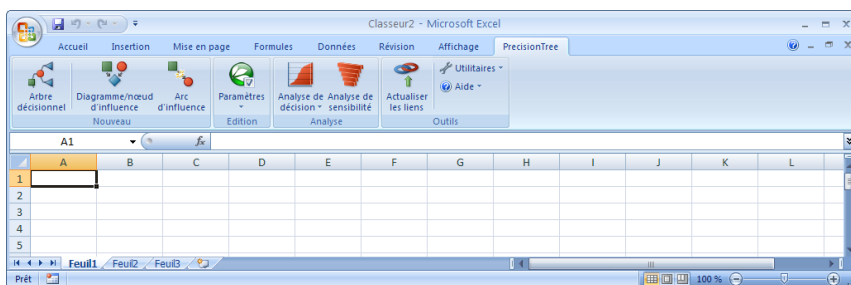 Classeur2 - Microsoft Excel
Accueil Insertion Mise en page Formules Données Révision Affichage PrecisionTree
Arbre décisionnel
Diagramme/nœud d'influence
Arc d'influence
Nouveau
Paramètres
Edition
Analyse de décision
Analyse de sensibilité
Analyse
Actualiser les liens
Utilitaires
Aide
Outils
A1 fx
A B C D E F G H I J K L
1
2
3
4
5
Feuil1 Feuil2 Feuil3
Prêt 100 %